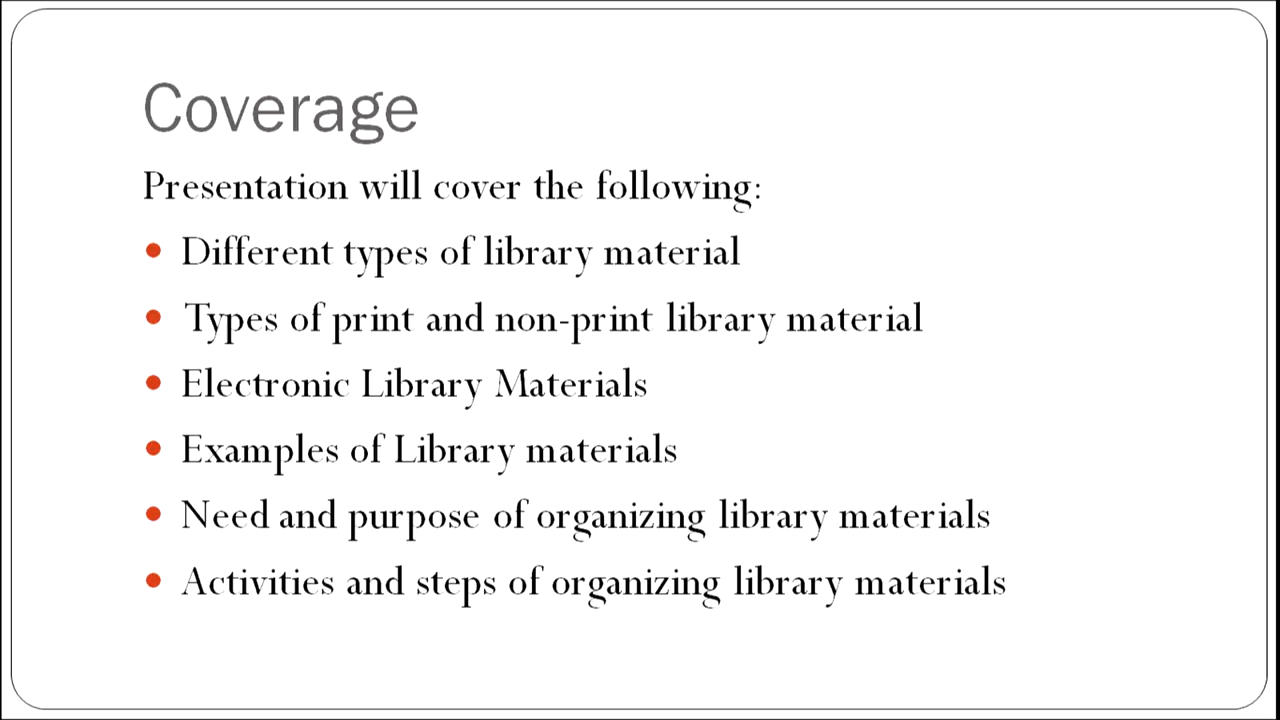 Coverage
Presentation will cover the following:
Different types of library material
Types of print and non-print library material
Electronic Library Materials
Examples of Library materials
Need and purpose of organizing library materials
Activities and steps of organizing library materials